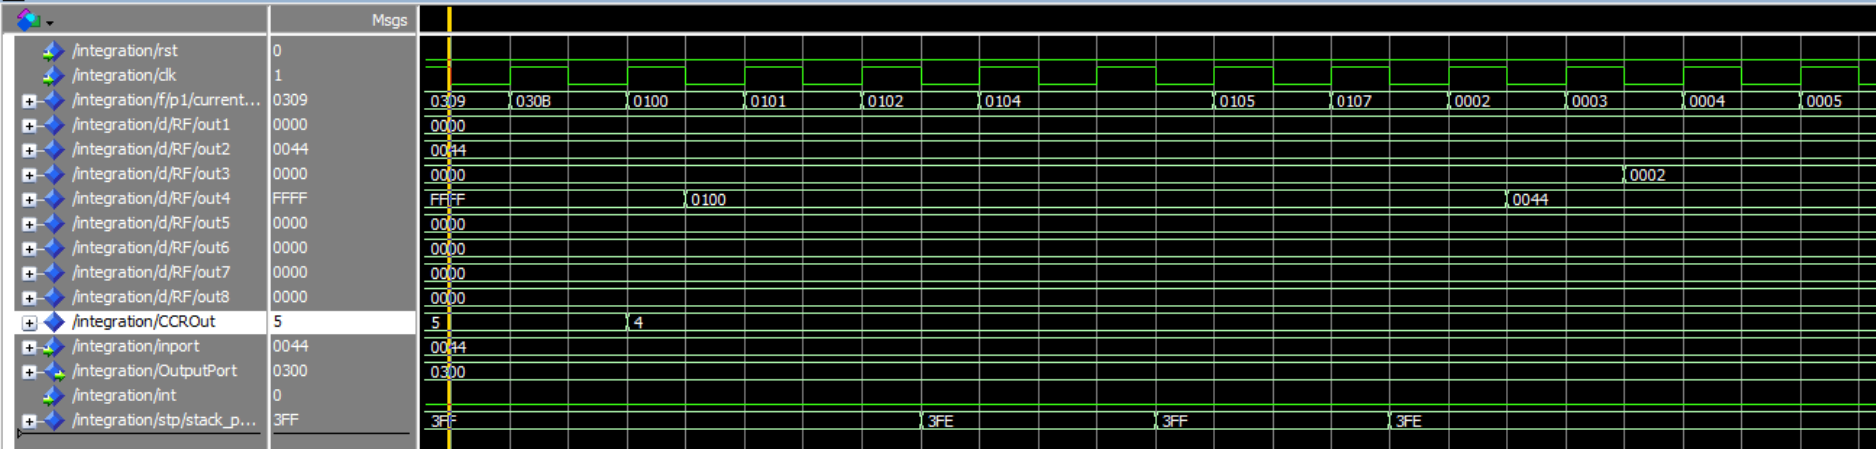 Msgs
/integration/rst 0
/integration/clk 1
/integration/f/p1/current... 0309 0309 030B 0100 0101 0102 0104 0105 0107 0002 0003 0004 0005
/integration/d/RF/out1 0000 0000
/integration/d/RF/out2 0044 0044
/integration/d/RF/out3 0000 0000 0002
/integration/d/RF/out4 FFFF FFFF 0100 0044
/integration/d/RF/out5 0000 0000
/integration/d/RF/out6 0000 0000
/integration/d/RF/out7 0000 0000
/integration/d/RF/out8 0000 0000
/integration/CCROut 5 5 4
/integration/inport 0044 0044
/integration/OutputPort 0300 0300
/integration/int 0
/integration/stp/stack_p... 3FF 3FF 3FE 3FF 3FE